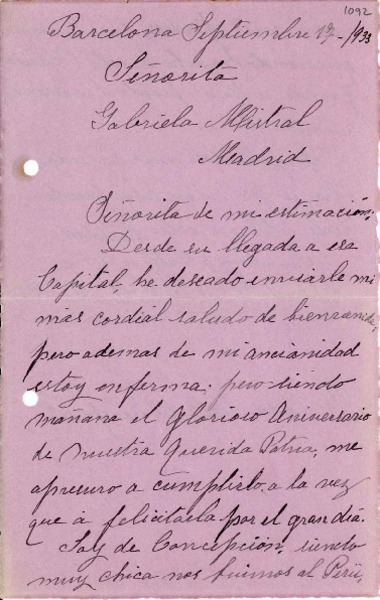 1092
Barcelona Septiembre 17-/933
Señorita
Gabriela Mistral
Madrid
Señorita de mi estimación;
Desde su llegada a esa
Capital, he deseado enviarle mi
más cordial saludo de bienvenida,
pero ademas de mi ancianidad
estoy enferma; pero siendo
mañana el Glorioso Aniversario
de nuestra Querida Patria, me
apresuro a cumplirlo, a la vez
que á felicitarla por el gran día.
Soy de Concepción, siendo
muy chica nos fuimos al Perú,